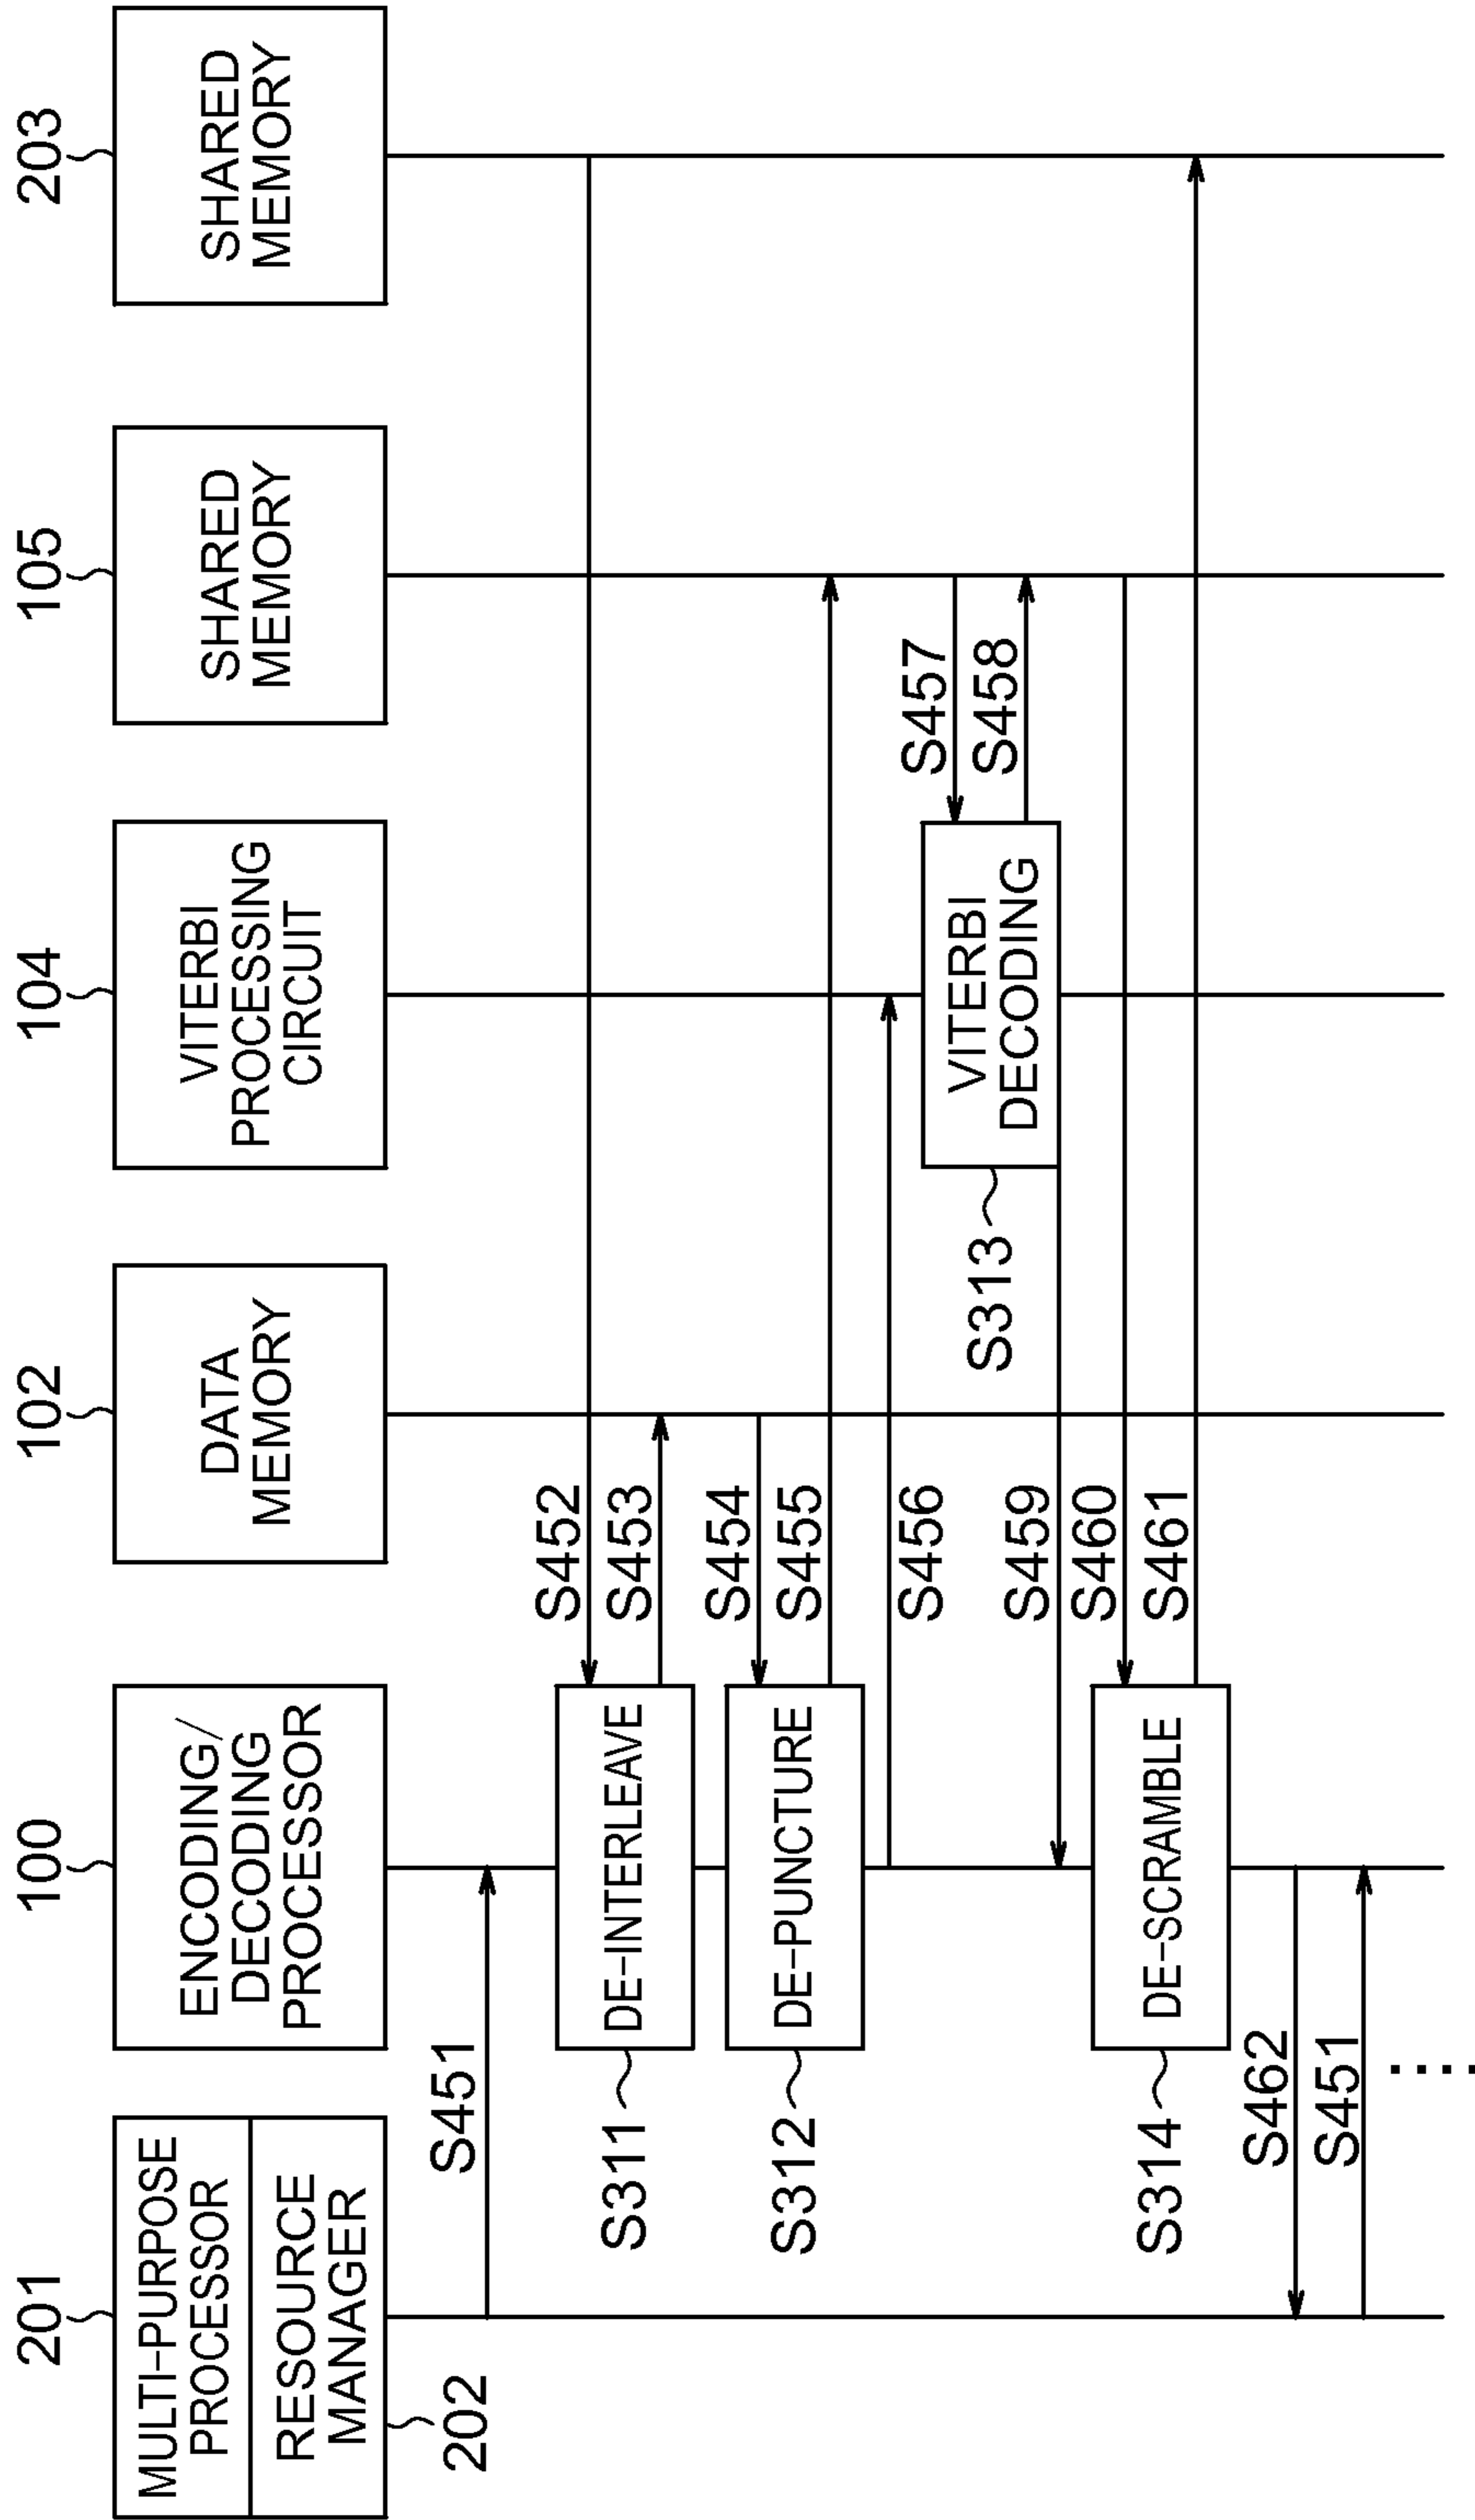 201
MULTI-PURPOSE
PROCESSOR
RESOURCE
MANAGER
202
100
ENCODING/
DECODING
PROCESSOR
102
DATA
MEMORY
104
VITERBI
PROCESSING
CIRCUIT
105
SHARED
MEMORY
203
SHARED
MEMORY
S451
S452
S311
DE-INTERLEAVE
S453
S454
S312
DE-PUNCTURE
S455
S456
S457
S313
VITERBI
DECODING
S458
S459
S460
S314
DE-SCRAMBLE
S461
S462
S451